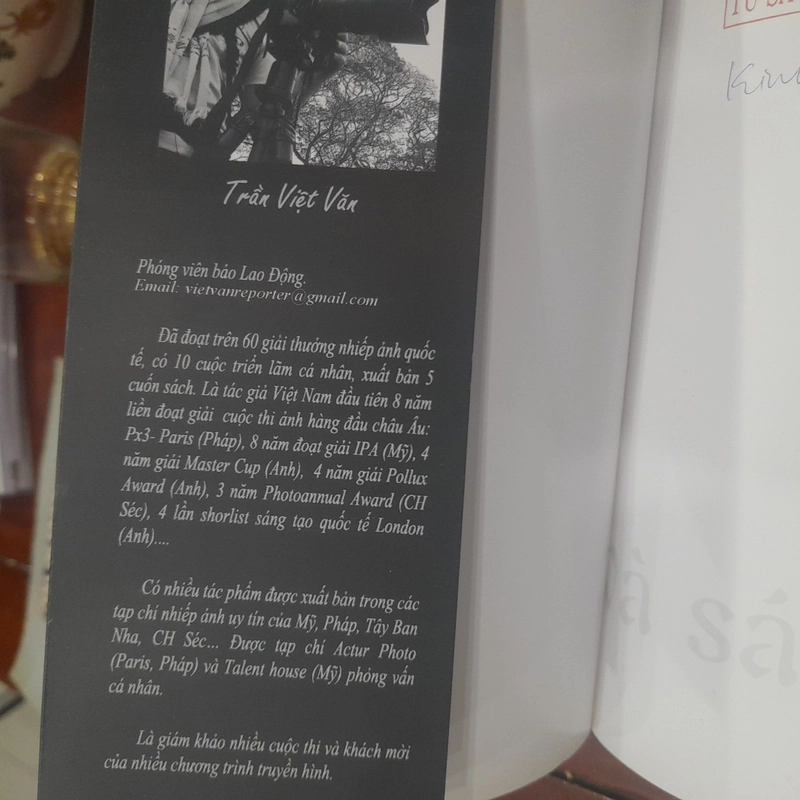 Trần Việt Văn
Phóng viên báo Lao Động.
Email: vietvanreporter@gmail.com
Đã đoạt trên 60 giải thưởng nhiếp ảnh quốc
tế, có 10 cuộc triển lãm cá nhân, xuất bản 5
cuốn sách. Là tác giả Việt Nam đầu tiên 8 năm
liền đoạt giải cuộc thi ảnh hàng đầu châu Âu:
Px3- Paris (Pháp), 8 năm đoạt giải IPA (Mỹ), 4
năm giải Master Cup (Anh), 4 năm giải Pollux
Award (Anh), 3 năm Photoannual Award (CH
Séc), 4 lần shorlist sáng tạo quốc tế London
(Anh)....
Có nhiều tác phẩm được xuất bản trong các
tạp chí nhiếp ảnh uy tín của Mỹ, Pháp, Tây Ban
Nha, CH Séc... Được tạp chí Actur Photo
(Paris, Pháp) và Talent house (Mỹ) phỏng vấn
cá nhân.
Là giám khảo nhiều cuộc thi và khách mời
của nhiều chương trình truyền hình.